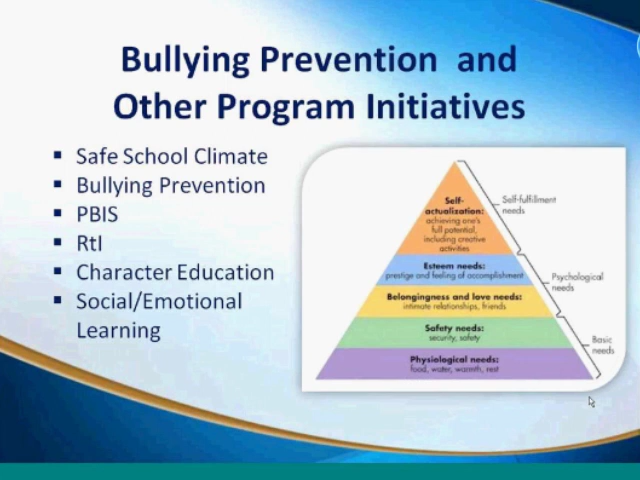 Bullying Prevention and
Other Program Initiatives
▪ Safe School Climate
▪ Bullying Prevention
▪ PBIS
▪ RtI
▪ Character Education
▪ Social/Emotional
Learning
Self-
actualization:
achieving one's
full potential,
including creative
activities
Self-fulfillment
needs
Esteem needs:
prestige and feeling of accomplishment
Psychological
needs
Belongingness and love needs:
intimate relationships, friends
Safety needs:
security, safety
Basic
needs
Physiological needs:
food, water, warmth, rest